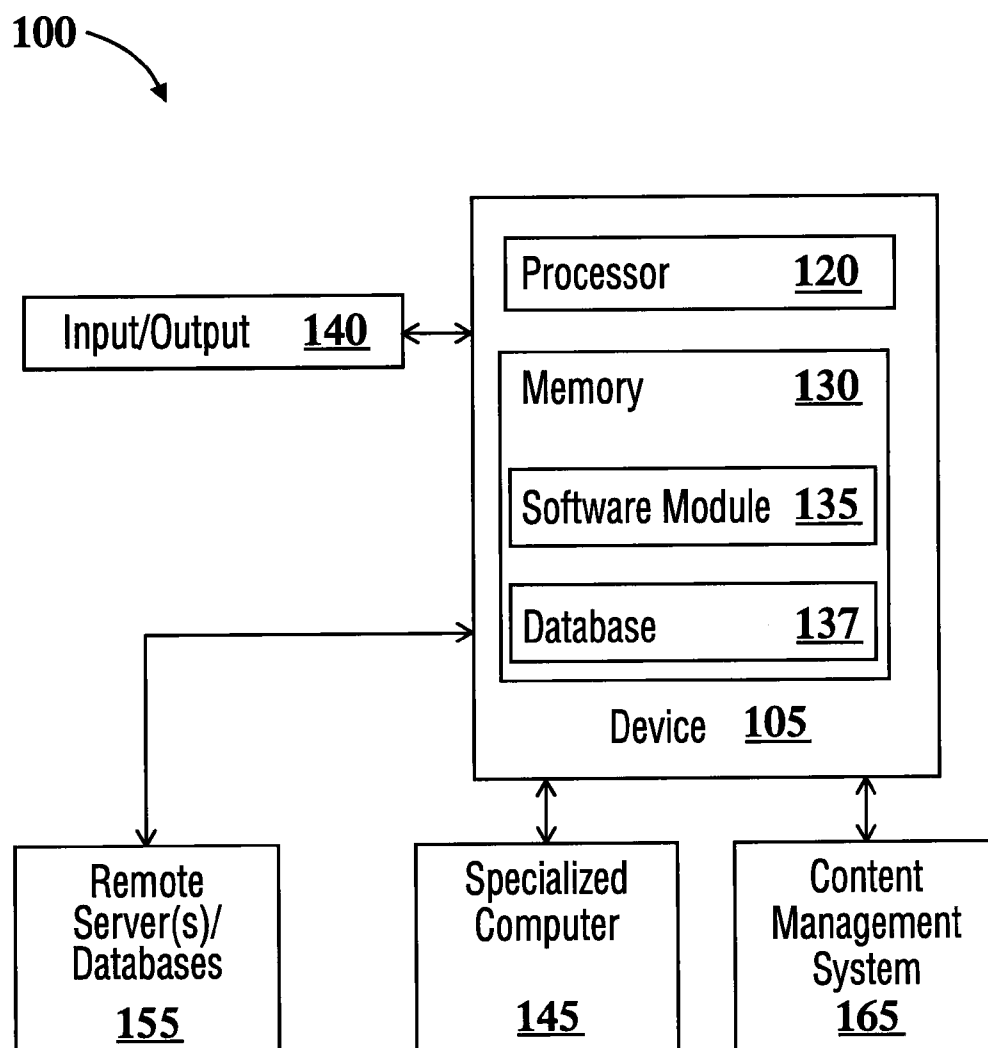 100
Processor 120
Input/Output 140
Memory 130
Software Module 135
Database 137
Device 105
Remote
Server(s)/
Databases
155
Specialized
Computer
145
Content
Management
System
165